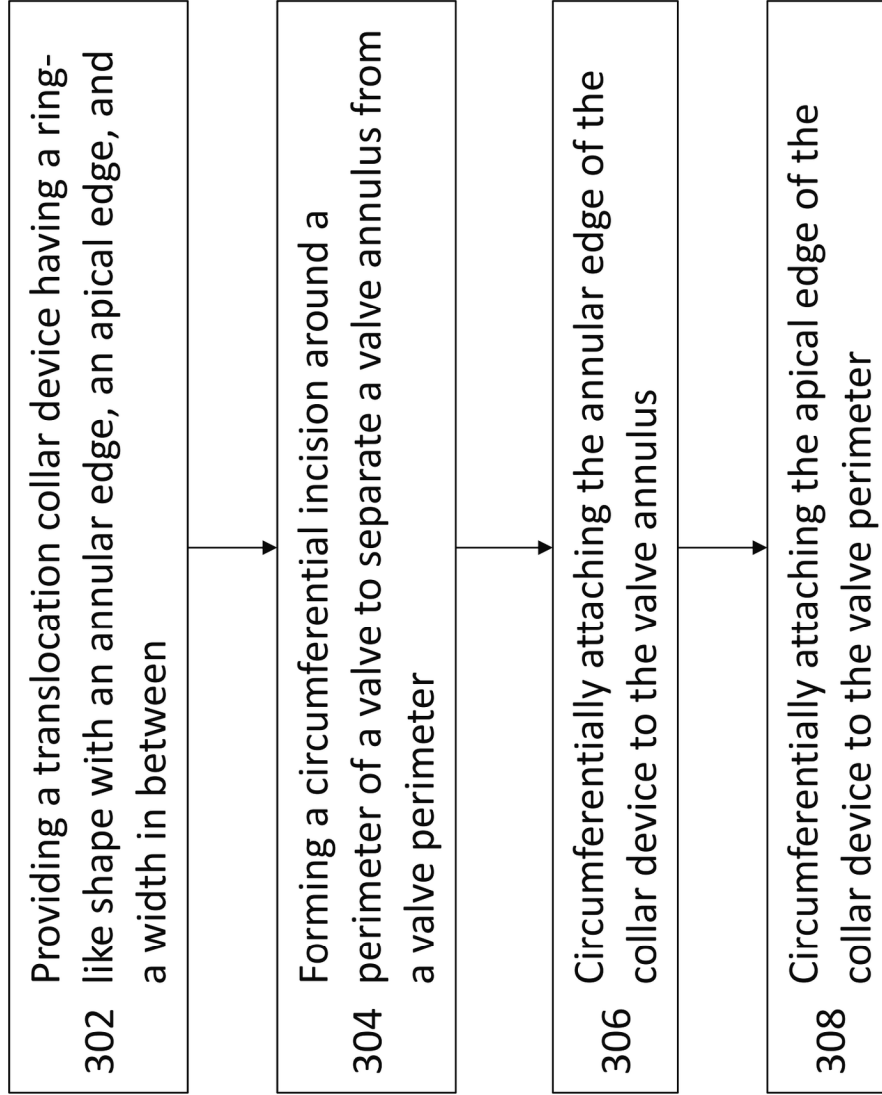 302 Providing a translocation collar device having a ring-
like shape with an annular edge, an apical edge, and
a width in between
304 Forming a circumferential incision around a
perimeter of a valve to separate a valve annulus from
a valve perimeter
306 Circumferentially attaching the annular edge of the
collar device to the valve annulus
308 Circumferentially attaching the apical edge of the
collar device to the valve perimeter